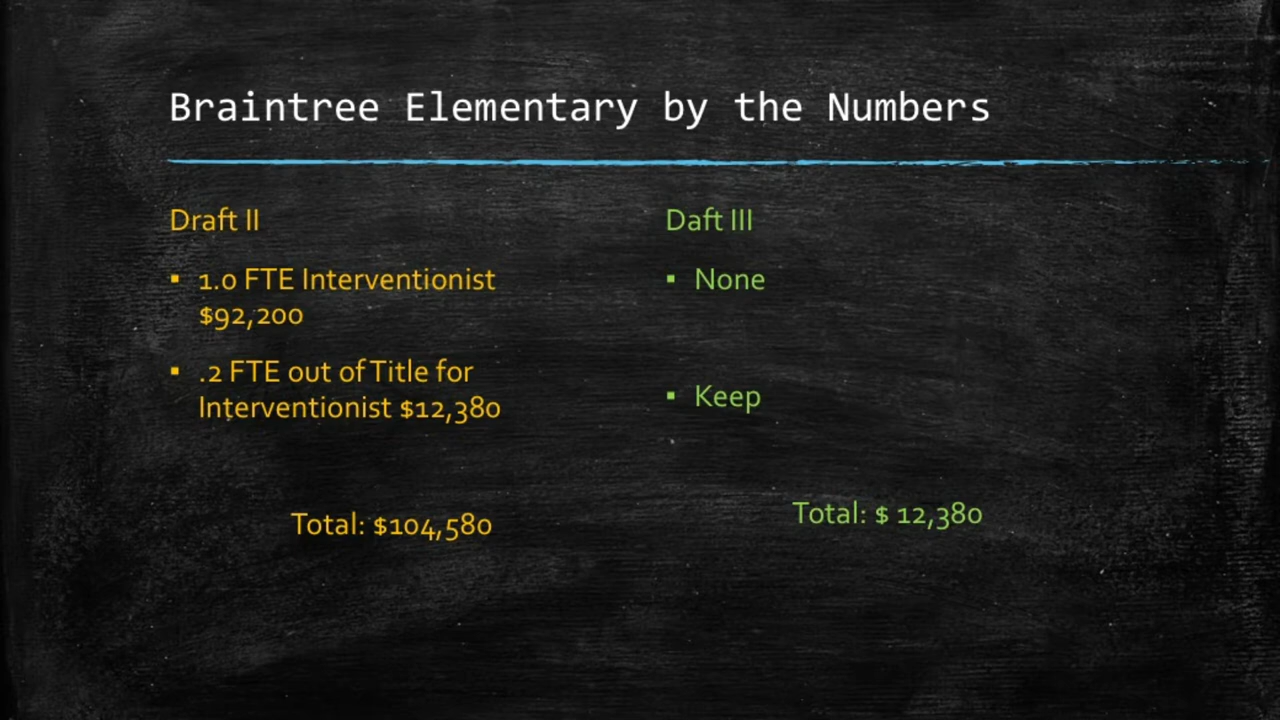 Braintree Elementary by the Numbers
Draft II
▪ 1.0 FTE Interventionist
$92,200
▪ .2 FTE out of Title for
Interventionist $12,380
Total: $104,580
Daft III
▪ None
▪ Keep
Total: $ 12,380